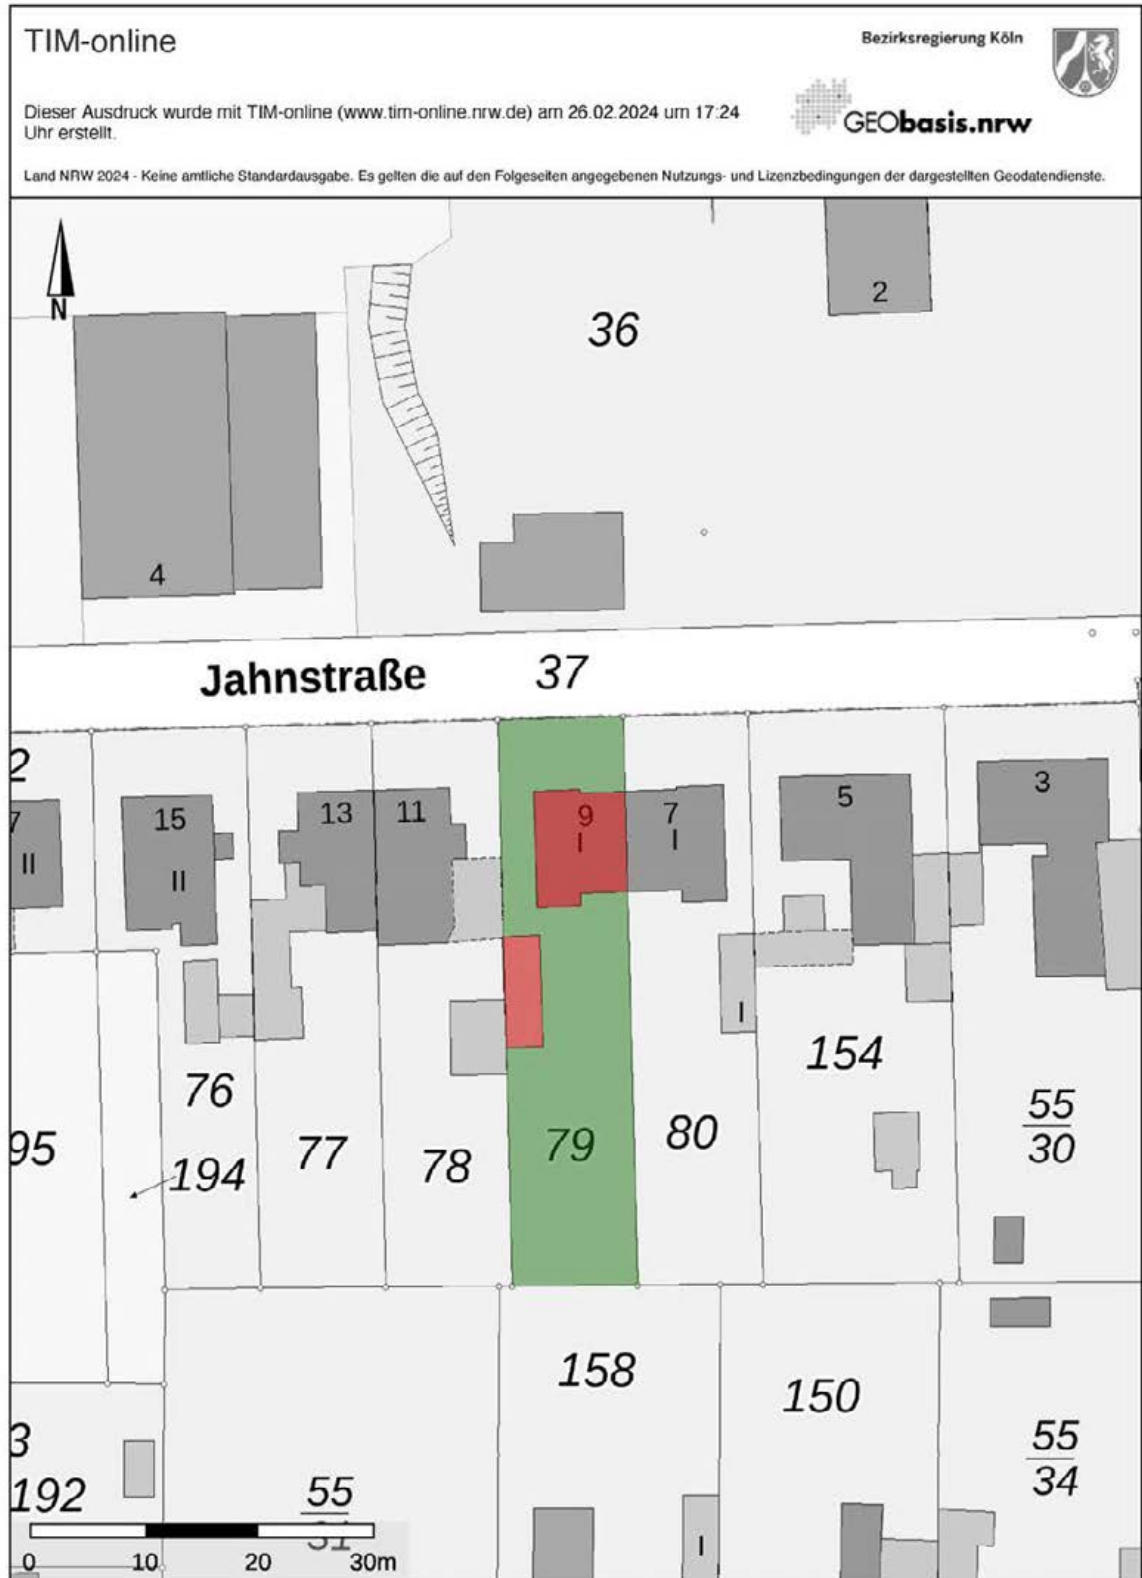 TIM-online
Bezirksregierung Köln
Dieser Ausdruck wurde mit TIM-online (www.tim-online.nrw.de) am 26.02.2024 um 17:24
Uhr erstellt.
GEObasis.nrw
Land NRW 2024 - Keine amtliche Standardausgabe. Es gelten die auf den Folgeseiten angegebenen Nutzungs- und Lizenzbedingungen der dargestellten Geodatendienste.
N
2
36
4
Jahnstraße 37
2
7
15
13
11
9
7
5
3
II
II
I
I
I
154
76
55
30
95
194
77
78
79
80
158
150
3
192
55
31
55
34
I
0 10 20 30m